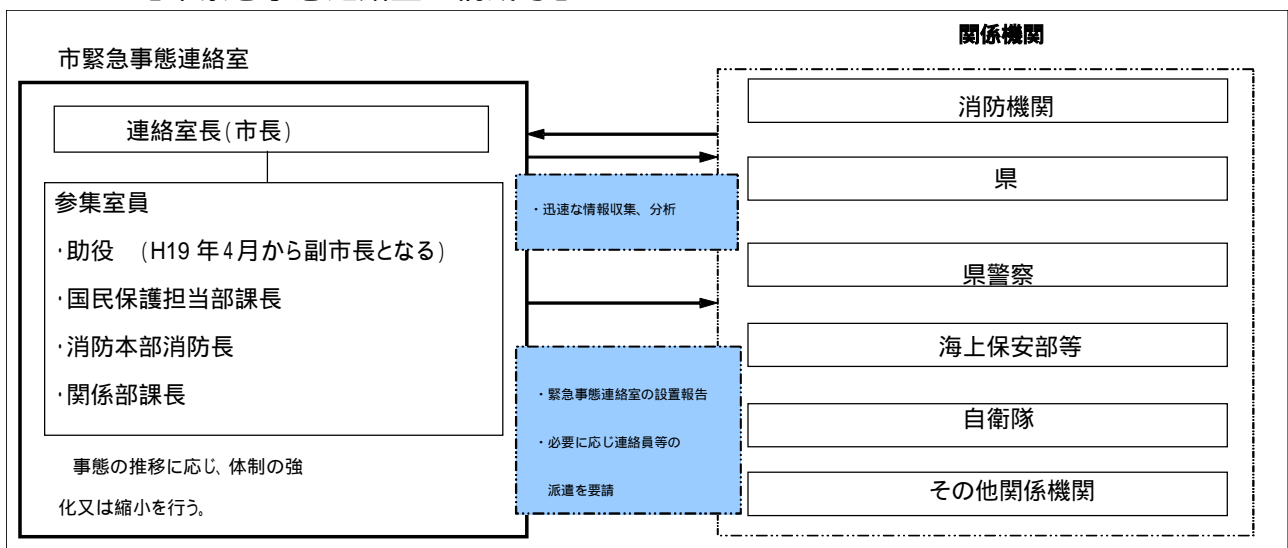 市緊急事態連絡室
連絡室長(市長)
参集室員
・助役 (H19年4月から副市長となる)
・国民保護担当部課長
・消防本部消防長
・関係部課長
事態の推移に応じ、体制の強
化又は縮小を行う。
・迅速な情報収集、分析
・緊急事態連絡室の設置報告
・必要に応じ連絡員等の
派遣を要請
関係機関
消防機関
県
県警察
海上保安部等
自衛隊
その他関係機関